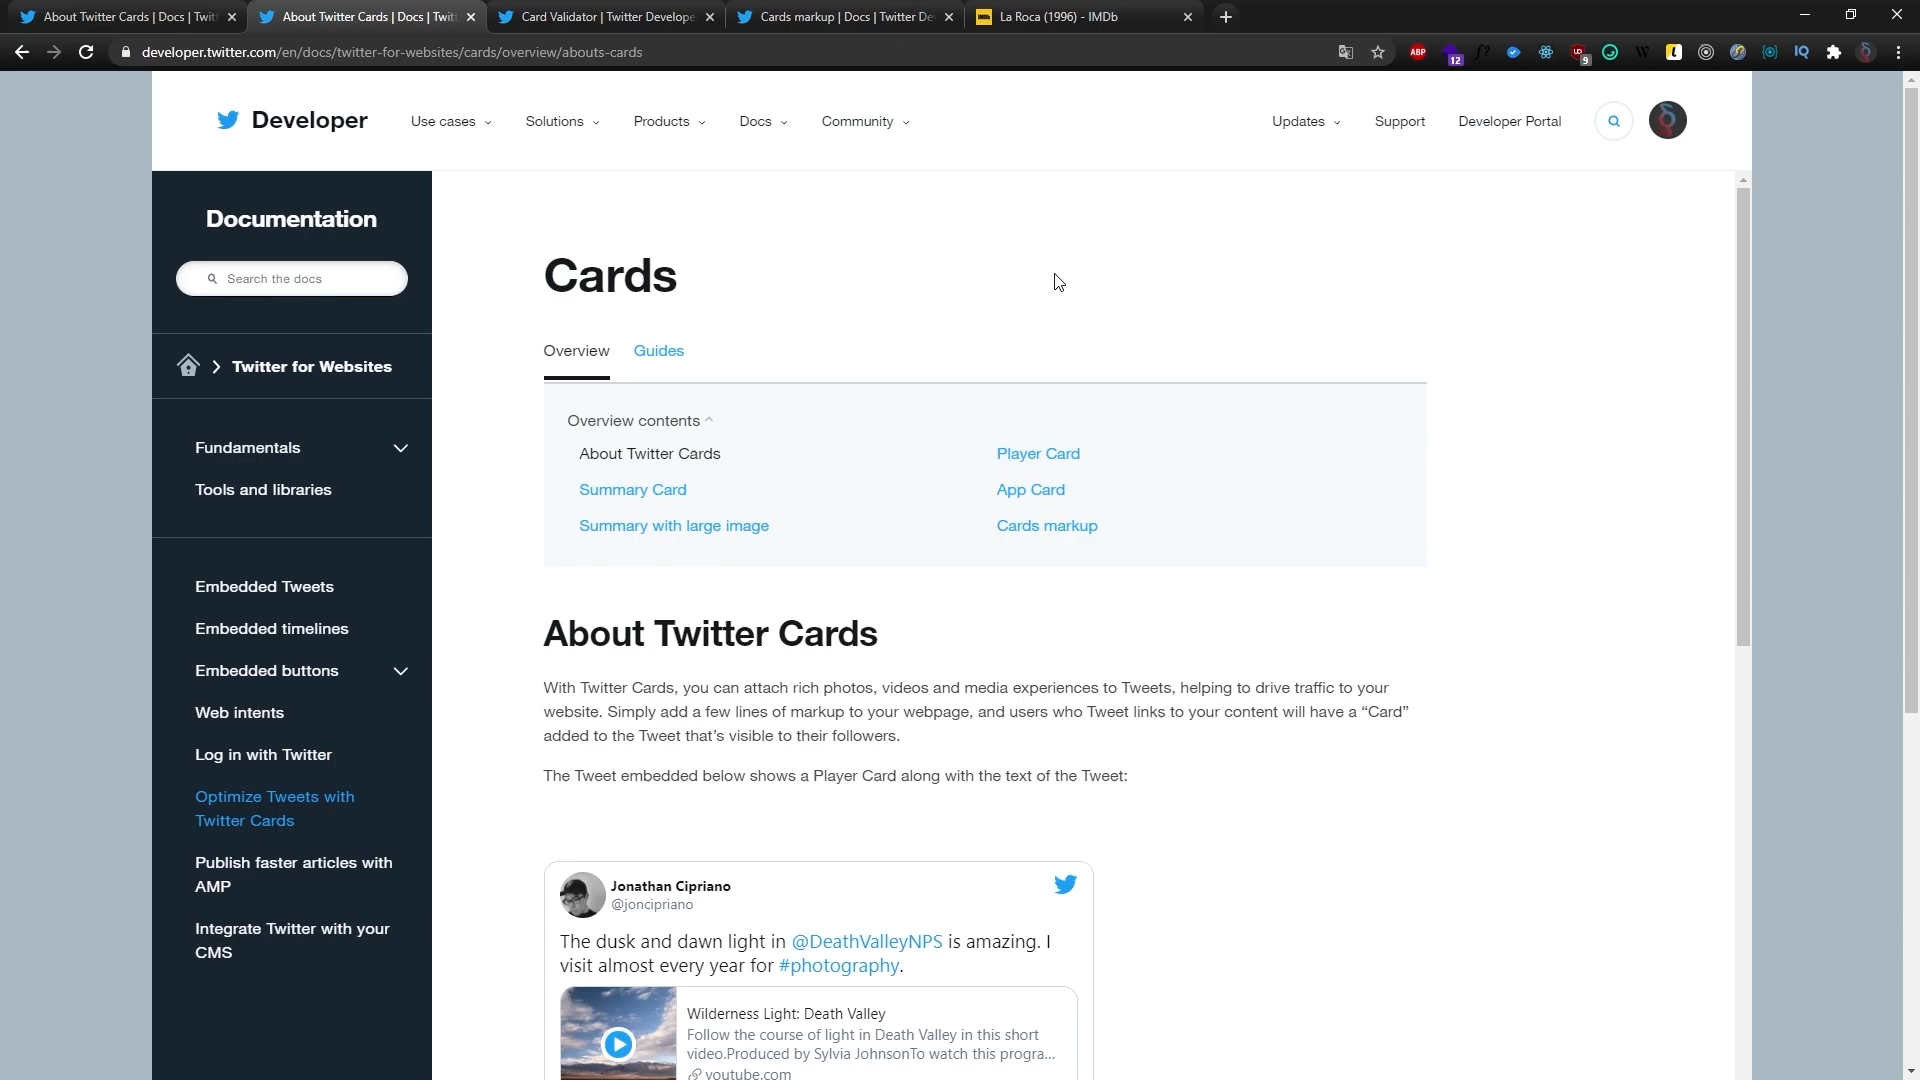 About Twitter Cards | Docs | Twitt
About Twitter Cards | Docs | Twitt
Card Validator | Twitter Develope
Cards markup | Docs | Twitter De
La Roca (1996) - IMDb
developer.twitter.com/en/docs/twitter-for-websites/cards/overview/abouts-cards
ABP
12
f?
UD
9
W
t
IQ
Developer
Use cases
Solutions
Products
Docs
Community
Updates
Support
Developer Portal
Documentation
Search the docs
Twitter for Websites
Fundamentals
Tools and libraries
Embedded Tweets
Embedded timelines
Embedded buttons
Web intents
Log in with Twitter
Optimize Tweets with
Twitter Cards
Publish faster articles with
AMP
Integrate Twitter with your
CMS
Cards
Overview
Guides
Overview contents
About Twitter Cards
Player Card
Summary Card
App Card
Summary with large image
Cards markup
About Twitter Cards
With Twitter Cards, you can attach rich photos, videos and media experiences to Tweets, helping to drive traffic to your
website. Simply add a few lines of markup to your webpage, and users who Tweet links to your content will have a “Card”
added to the Tweet that’s visible to their followers.
The Tweet embedded below shows a Player Card along with the text of the Tweet:
Jonathan Cipriano
@joncipriano
The dusk and dawn light in @DeathValleyNPS is amazing. I
visit almost every year for #photography.
Wilderness Light: Death Valley
Follow the course of light in Death Valley in this short
video.Produced by Sylvia JohnsonTo watch this progra...
youtube.com